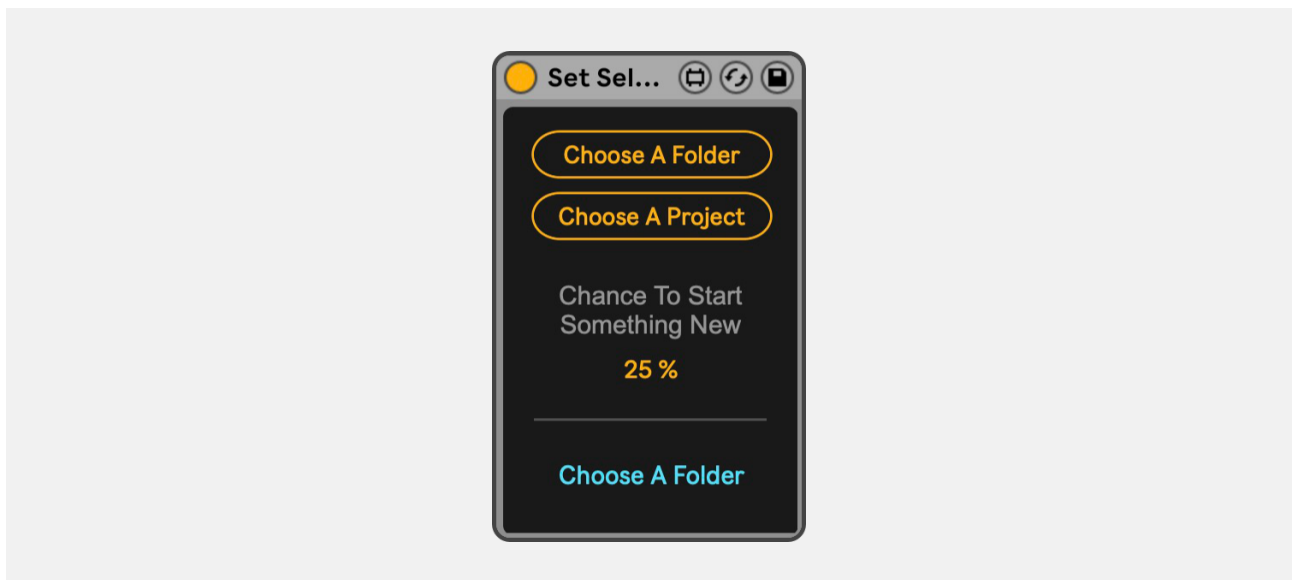 Set Sel...
Choose A Folder
Choose A Project
Chance To Start
Something New
25 %
Choose A Folder